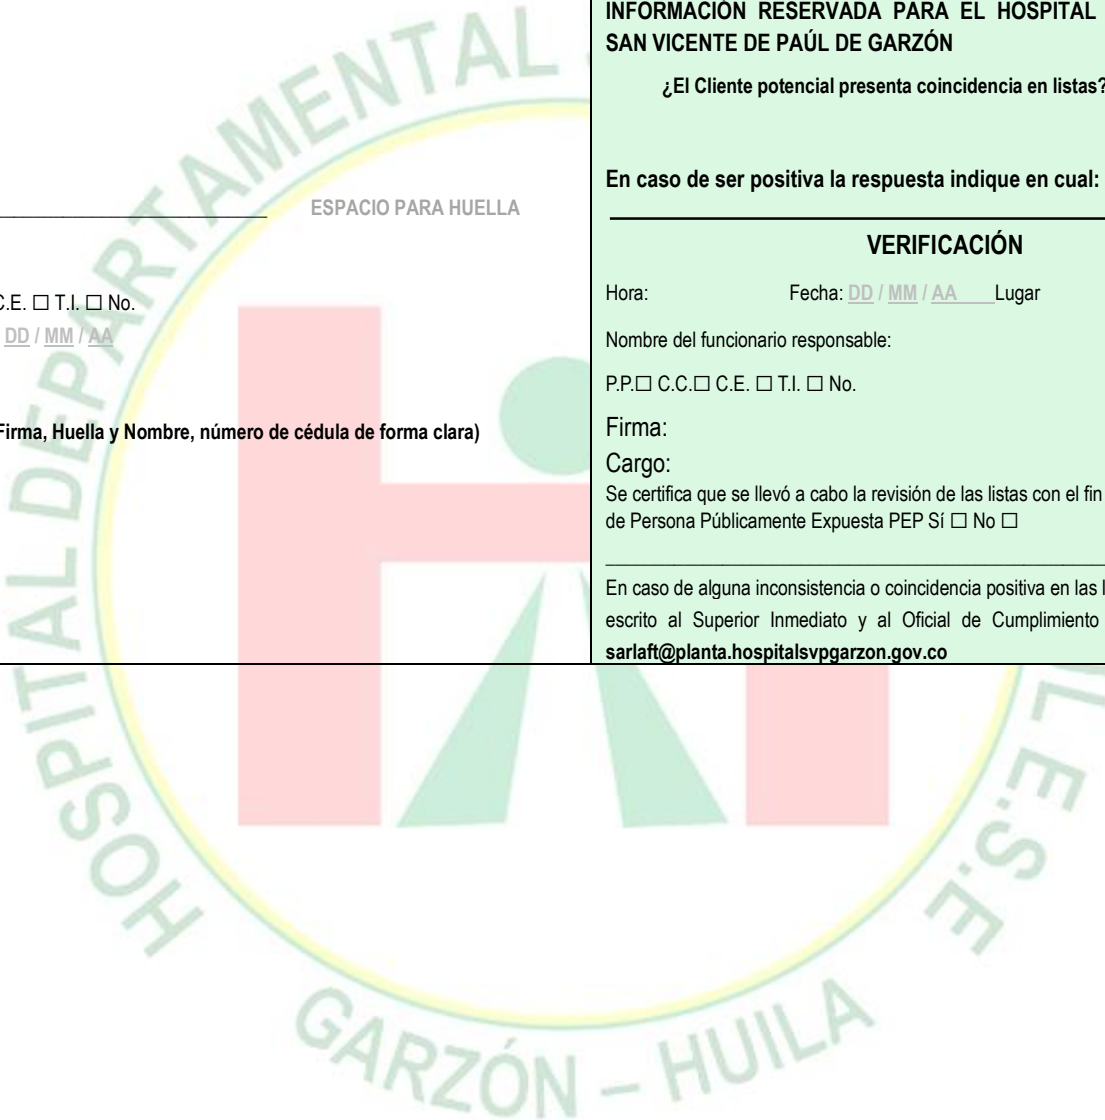 ____________________________ ESPACIO PARA HUELLA
C.E. ☐ T.I. ☐ No.
DD / MM / AA
Firma, Huella y Nombre, número de cédula de forma clara)
INFORMACIÓN RESERVADA PARA EL HOSPITAL
SAN VICENTE DE PAÚL DE GARZÓN
¿El Cliente potencial presenta coincidencia en listas?
En caso de ser positiva la respuesta indique en cual:
VERIFICACIÓN
Hora: Fecha: DD / MM / AA Lugar
Nombre del funcionario responsable:
P.P.☐ C.C.☐ C.E. ☐ T.I. ☐ No.
Firma:
Cargo:
Se certifica que se llevó a cabo la revisión de las listas con el fin
de Persona Públicamente Expuesta PEP Sí ☐ No ☐
En caso de alguna inconsistencia o coincidencia positiva en las
escrito al Superior Inmediato y al Oficial de Cumplimiento
sarlaft@planta.hospitalsvpgarzon.gov.co
HOSPITAL DEPARTAMENTAL
E.S.E
GARZÓN – HUILA